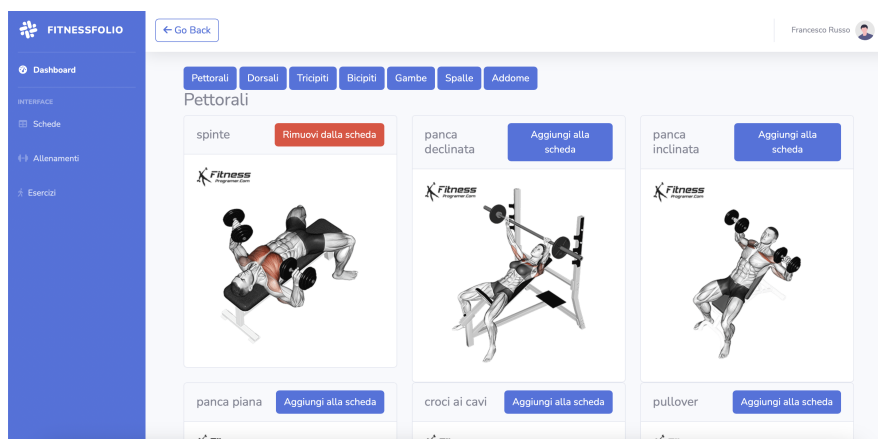 FITNESSFOLIO
← Go Back
Francesco Russo
Dashboard
INTERFACE
Schede
Allenamenti
Esercizi
Pettorali Dorsali Tricipiti Bicipiti Gambe Spalle Addome
Pettorali
spinte
Rimuovi dalla scheda
panca
declinata
Aggiungi alla
scheda
panca
inclinata
Aggiungi alla
scheda
Fitness
Programer.Com
Fitness
Programer.Com
Fitness
Programer.Com
panca piana
Aggiungi alla scheda
croci ai cavi
Aggiungi alla scheda
pullover
Aggiungi alla scheda